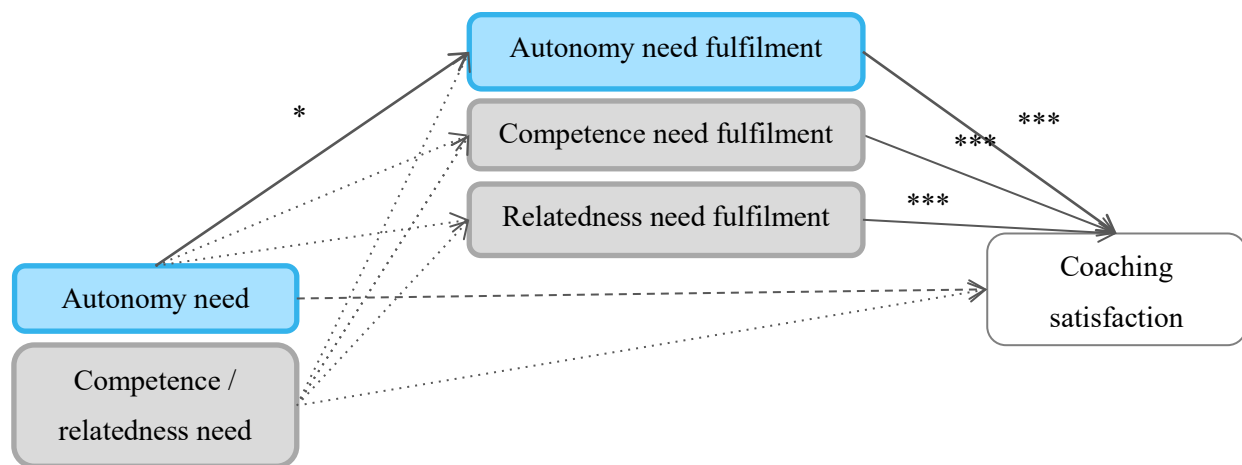 Autonomy need fulfilment
*
***
Competence need fulfilment
***
Relatedness need fulfilment
***
Autonomy need
Coaching
satisfaction
Competence /
relatedness need